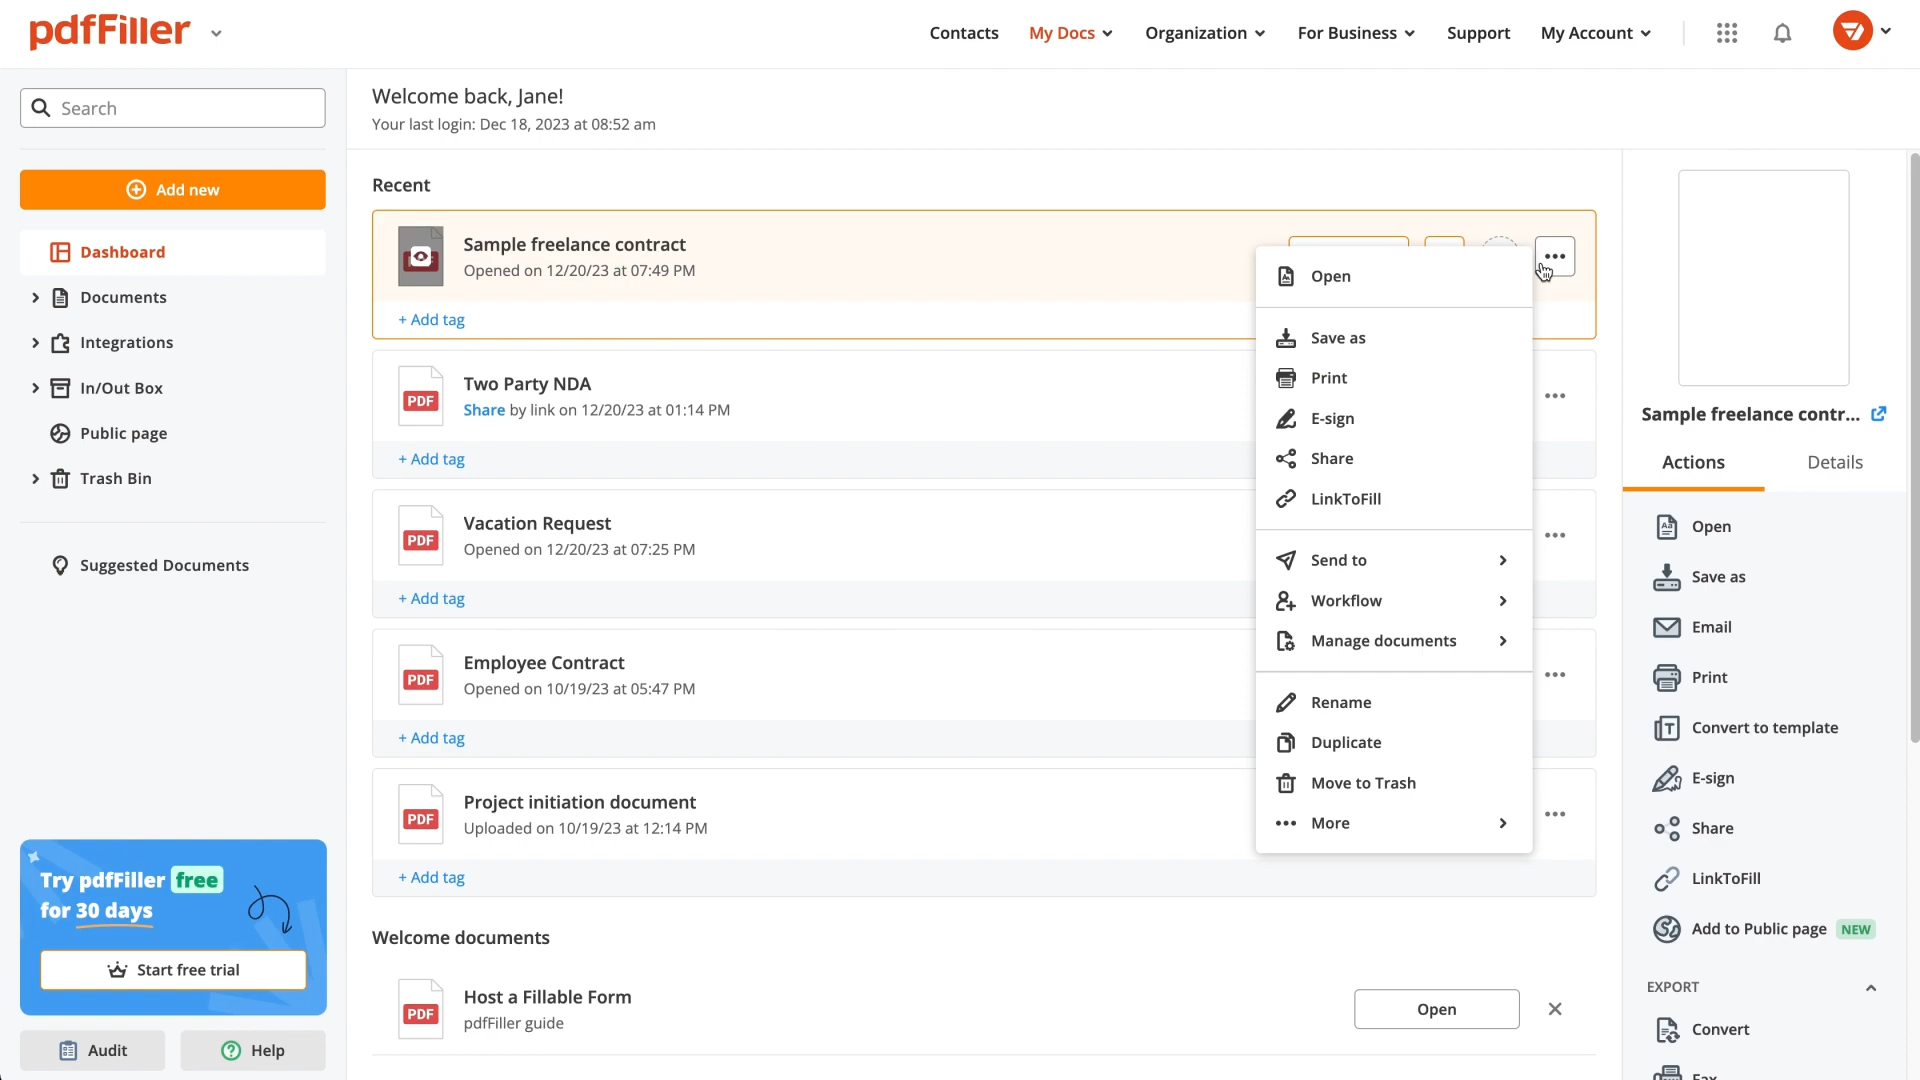 pdfFiller
Contacts
My Docs
Organization
For Business
Support
My Account
Search
Add new
Dashboard
Documents
Integrations
In/Out Box
Public page
Trash Bin
Suggested Documents
Try pdfFiller free
for 30 days
Start free trial
Audit
Help
Welcome back, Jane!
Your last login: Dec 18, 2023 at 08:52 am
Recent
Sample freelance contract
Opened on 12/20/23 at 07:49 PM
+ Add tag
PDF
Two Party NDA
Share by link on 12/20/23 at 01:14 PM
+ Add tag
PDF
Vacation Request
Opened on 12/20/23 at 07:25 PM
+ Add tag
PDF
Employee Contract
Opened on 10/19/23 at 05:47 PM
+ Add tag
PDF
Project initiation document
Uploaded on 10/19/23 at 12:14 PM
+ Add tag
Welcome documents
PDF
Host a Fillable Form
pdfFiller guide
Open
Open
Save as
Print
E-sign
Share
LinkToFill
Send to
Workflow
Manage documents
Rename
Duplicate
Move to Trash
More
Sample freelance contr...
Actions
Details
Open
Save as
Email
Print
Convert to template
E-sign
Share
LinkToFill
Add to Public page NEW
EXPORT
Convert